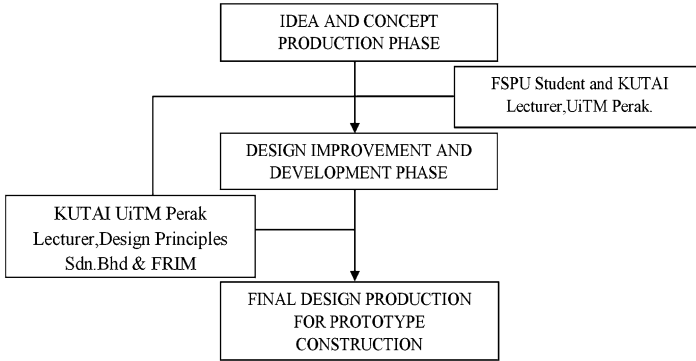 IDEA AND CONCEPT
PRODUCTION PHASE
FSPU Student and KUTAI
Lecturer,UiTM Perak.
DESIGN IMPROVEMENT AND
DEVELOPMENT PHASE
KUTAI UiTM Perak
Lecturer,Design Principles
Sdn.Bhd & FRIM
FINAL DESIGN PRODUCTION
FOR PROTOTYPE
CONSTRUCTION